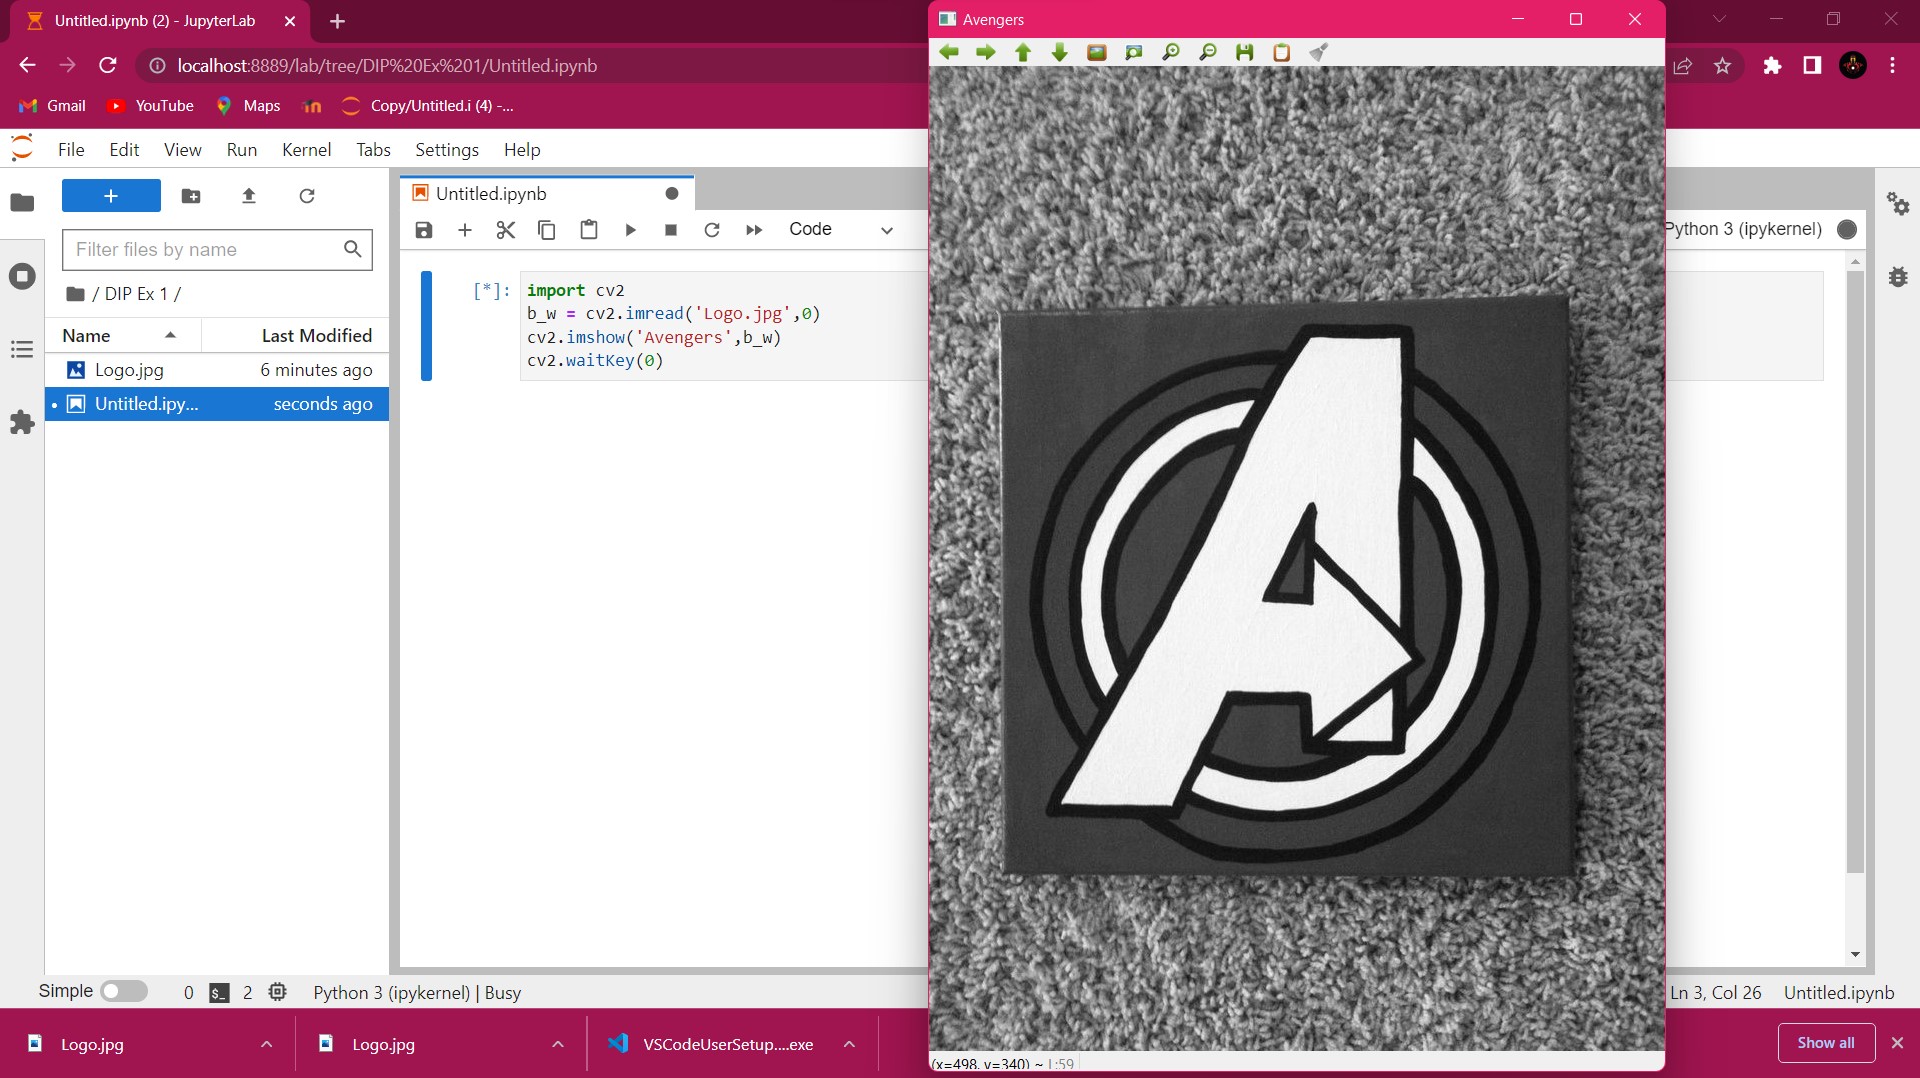 Untitled.ipynb (2) - JupyterLab
Avengers
localhost:8889/lab/tree/DIP%20Ex%201/Untitled.ipynb
Gmail
YouTube
Maps
Copy/Untitled.i (4) -...
File Edit View Run Kernel Tabs Settings Help
Untitled.ipynb
Code
Python 3 (ipykernel)
Filter files by name
/ DIP Ex 1 /
Name Last Modified
Logo.jpg 6 minutes ago
Untitled.ipy... seconds ago
[*]:
import cv2
b_w = cv2.imread('Logo.jpg',0)
cv2.imshow('Avengers',b_w)
cv2.waitKey(0)
A
Simple 0 $_ 2 Python 3 (ipykernel) | Busy
Ln 3, Col 26 Untitled.ipynb
Logo.jpg
Logo.jpg
VSCodeUserSetup....exe
Show all
(x=498, y=340) ~ L:59